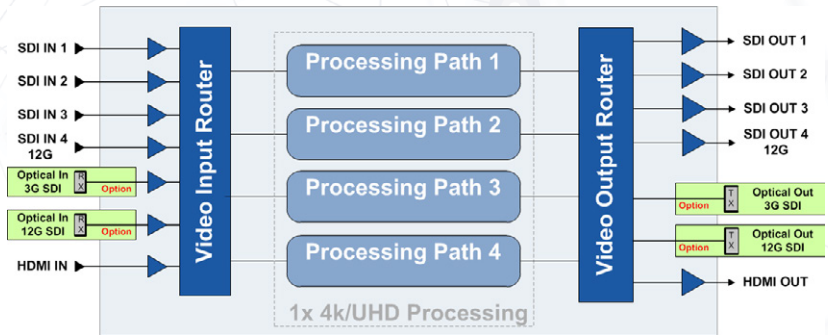 SDI IN 1
SDI IN 2
SDI IN 3
SDI IN 4
12G
Optical In
3G SDI
R
X
Option
Optical In
12G SDI
R
X
Option
HDMI IN
Video Input Router
Processing Path 1
Processing Path 2
Processing Path 3
Processing Path 4
1x 4k/UHD Processing
Video Output Router
SDI OUT 1
SDI OUT 2
SDI OUT 3
SDI OUT 4
12G
Option
T
X
Optical Out
3G SDI
Option
T
X
Optical Out
12G SDI
HDMI OUT